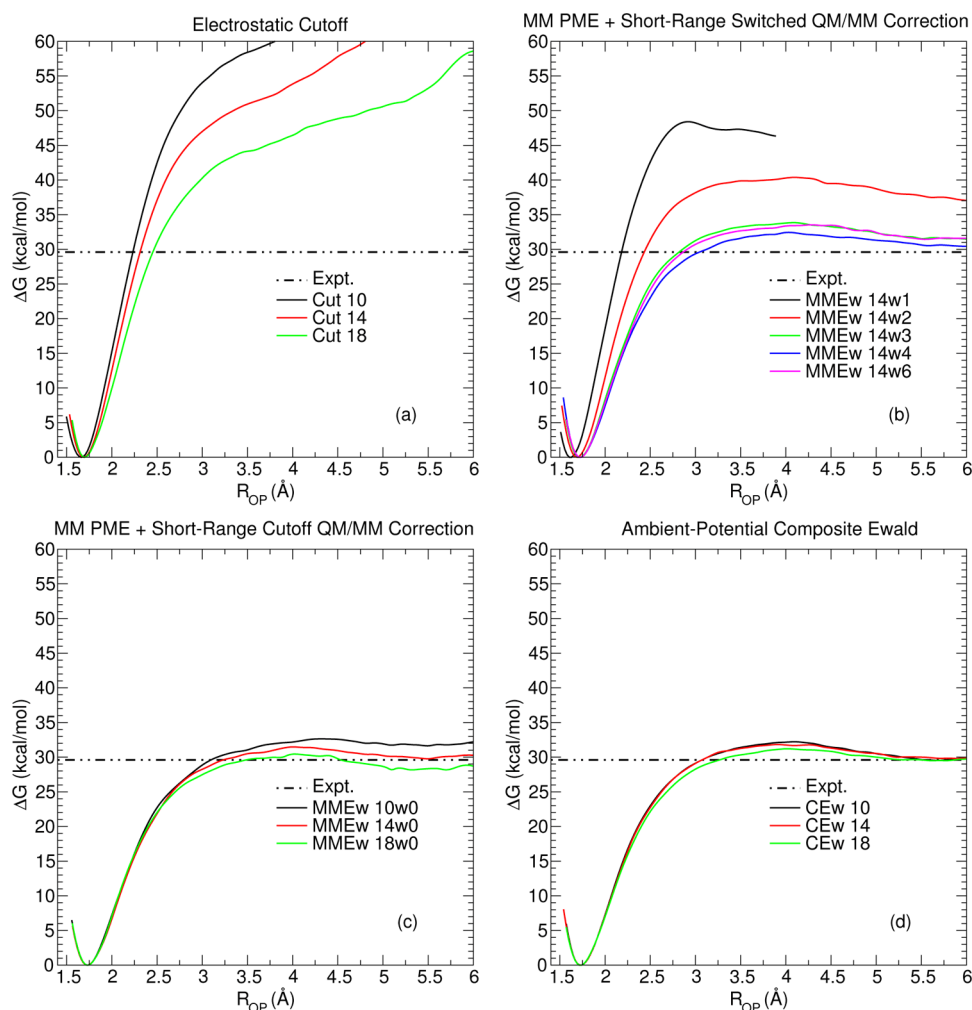 Electrostatic Cutoff
60
55
50
45
40
35
30
25
20
15
10
5
0
ΔG (kcal/mol)
Expt.
Cut 10
Cut 14
Cut 18
(a)
1.5 2 2.5 3 3.5 4 4.5 5 5.5 6
R_OP (Å)
MM PME + Short-Range Switched QM/MM Correction
60
55
50
45
40
35
30
25
20
15
10
5
0
ΔG (kcal/mol)
Expt.
MMEw 14w1
MMEw 14w2
MMEw 14w3
MMEw 14w4
MMEw 14w6
(b)
1.5 2 2.5 3 3.5 4 4.5 5 5.5 6
R_OP (Å)
MM PME + Short-Range Cutoff QM/MM Correction
60
55
50
45
40
35
30
25
20
15
10
5
0
ΔG (kcal/mol)
Expt.
MMEw 10w0
MMEw 14w0
MMEw 18w0
(c)
1.5 2 2.5 3 3.5 4 4.5 5 5.5 6
R_OP (Å)
Ambient-Potential Composite Ewald
60
55
50
45
40
35
30
25
20
15
10
5
0
ΔG (kcal/mol)
Expt.
CEw 10
CEw 14
CEw 18
(d)
1.5 2 2.5 3 3.5 4 4.5 5 5.5 6
R_OP (Å)